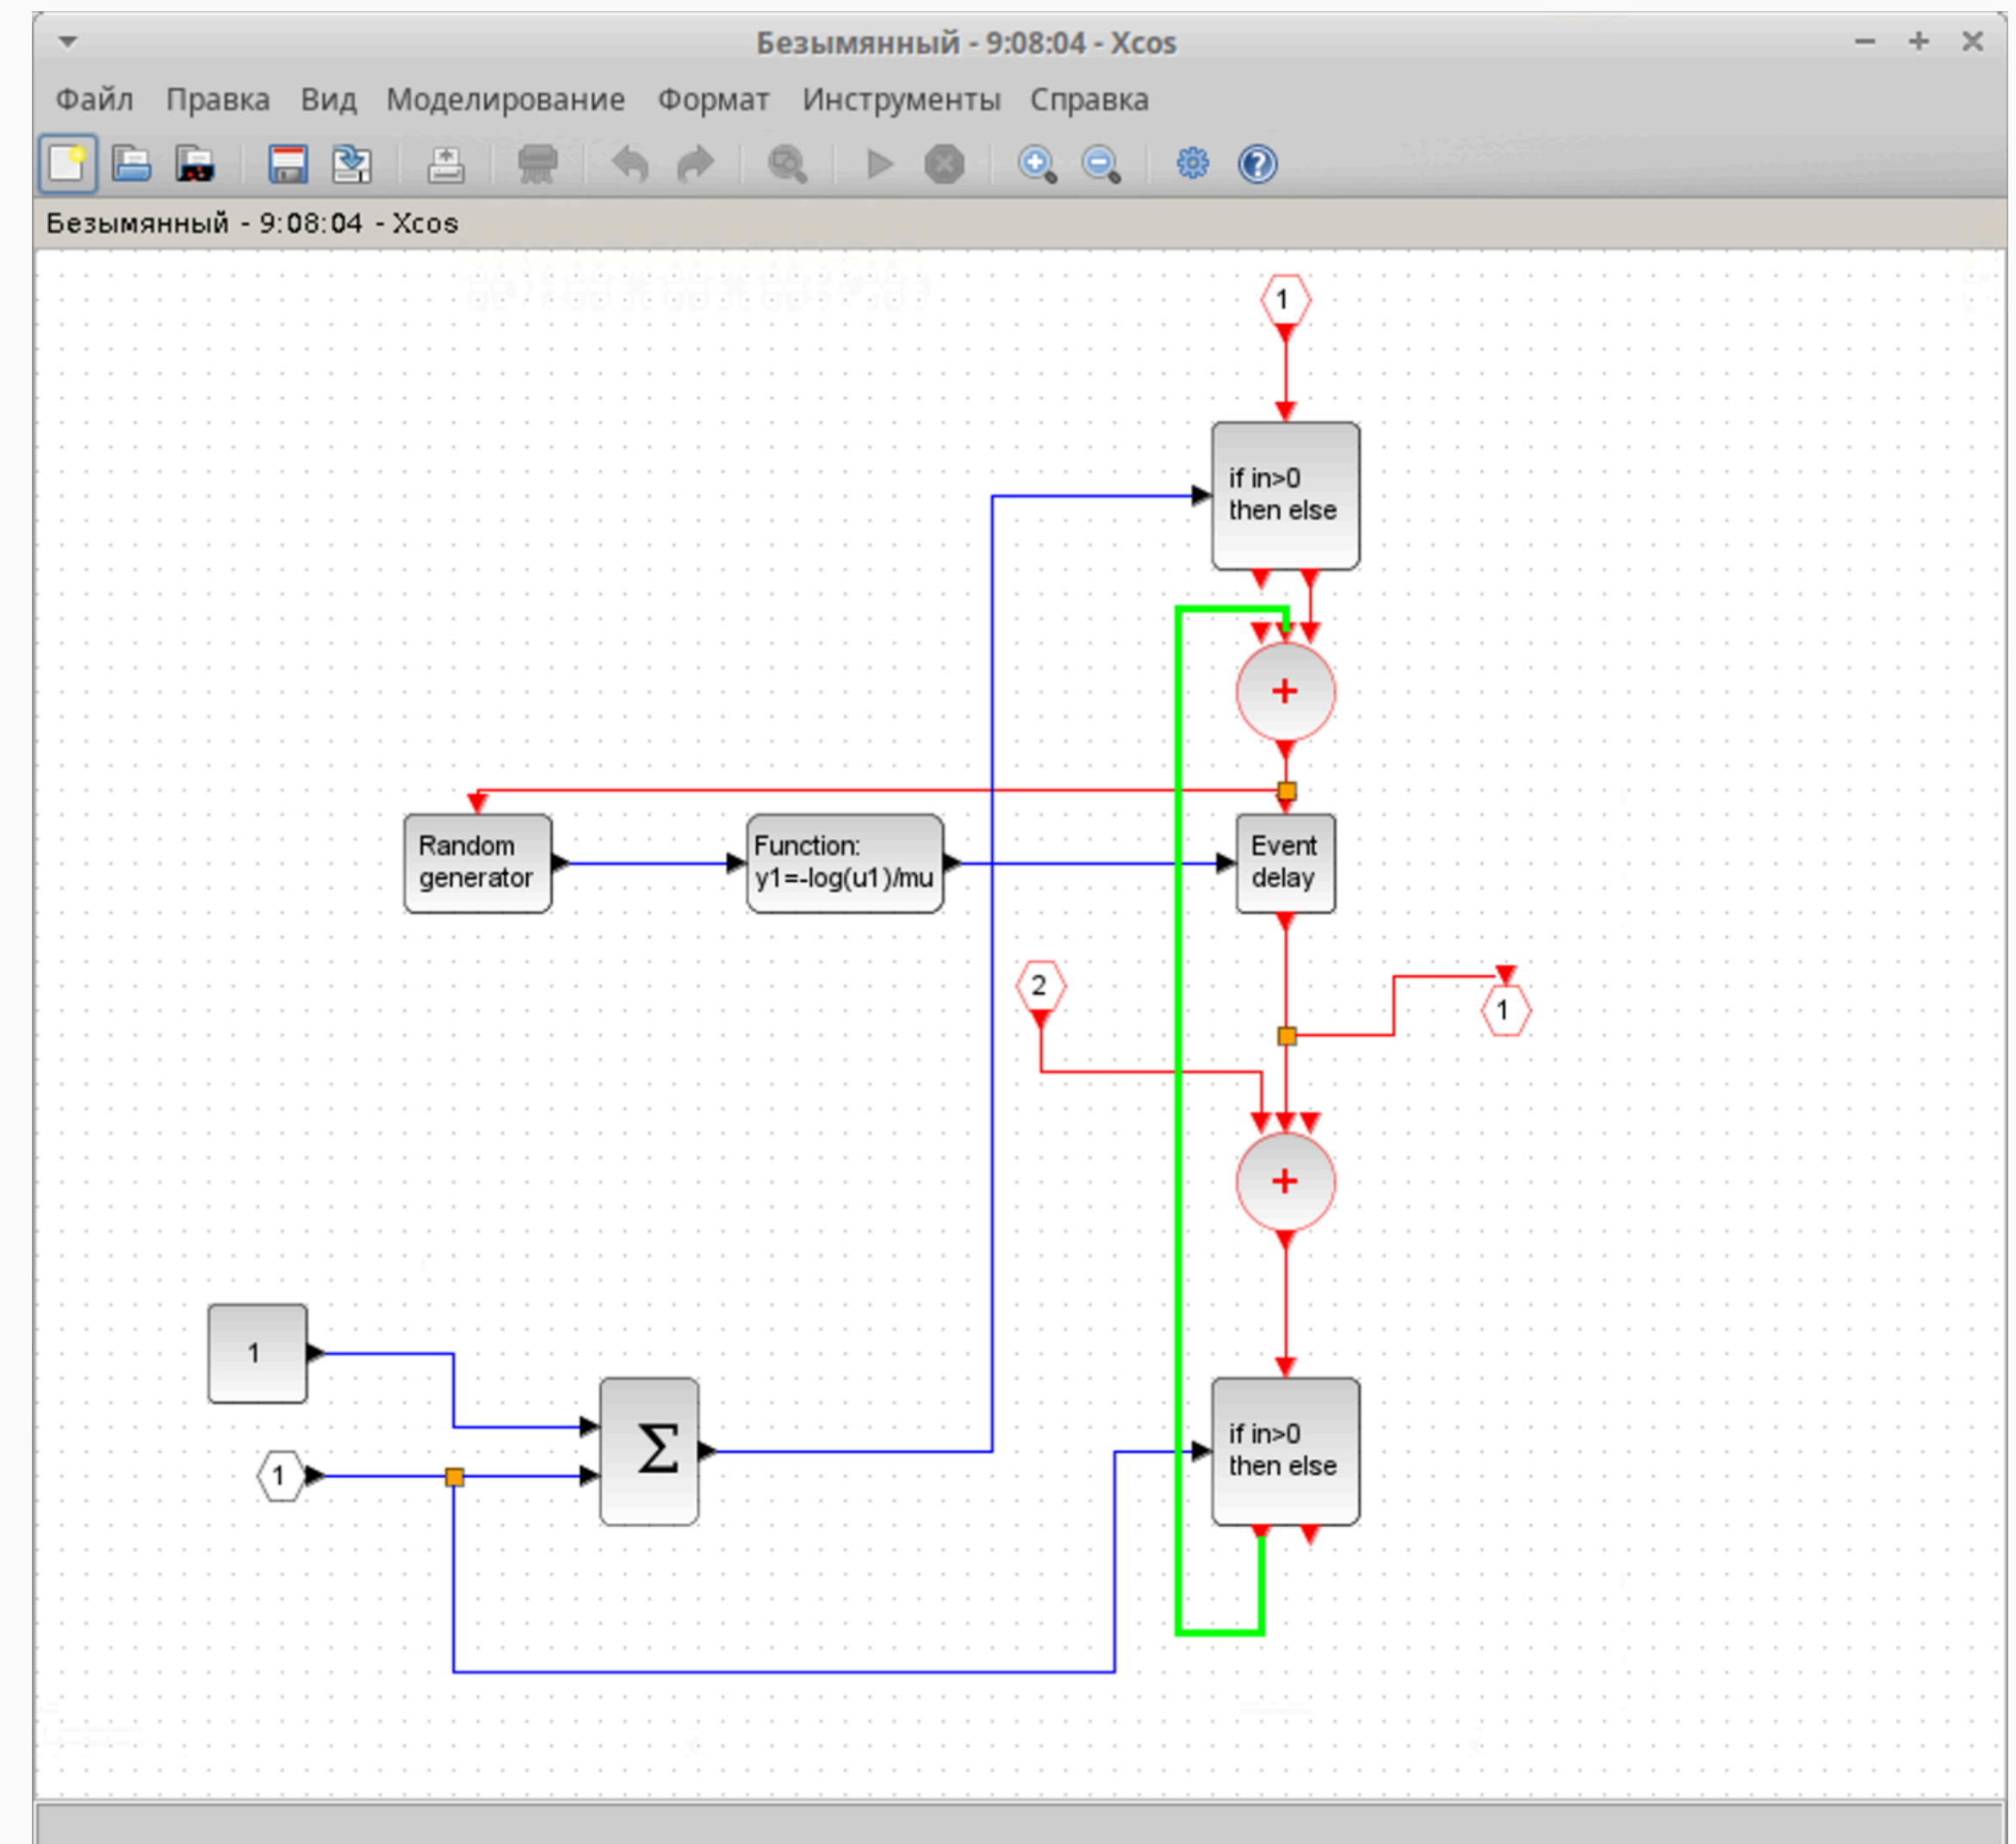 Безымянный - 9:08:04 - Xcos
Файл Правка Вид Моделирование Формат Инструменты Справка
Безымянный - 9:08:04 - Xcos
1
if in>0
then else
+
Random
generator
Function:
y1=-log(u1)/mu
Event
delay
2
1
+
1
Σ
1
if in>0
then else